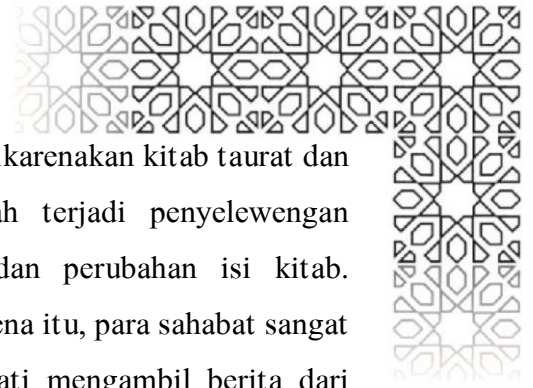 karenakan kitab taurat dan
ah terjadi penyelewengan
dan perubahan isi kitab.
ena itu, para sahabat sangat
ati mengambil berita dari